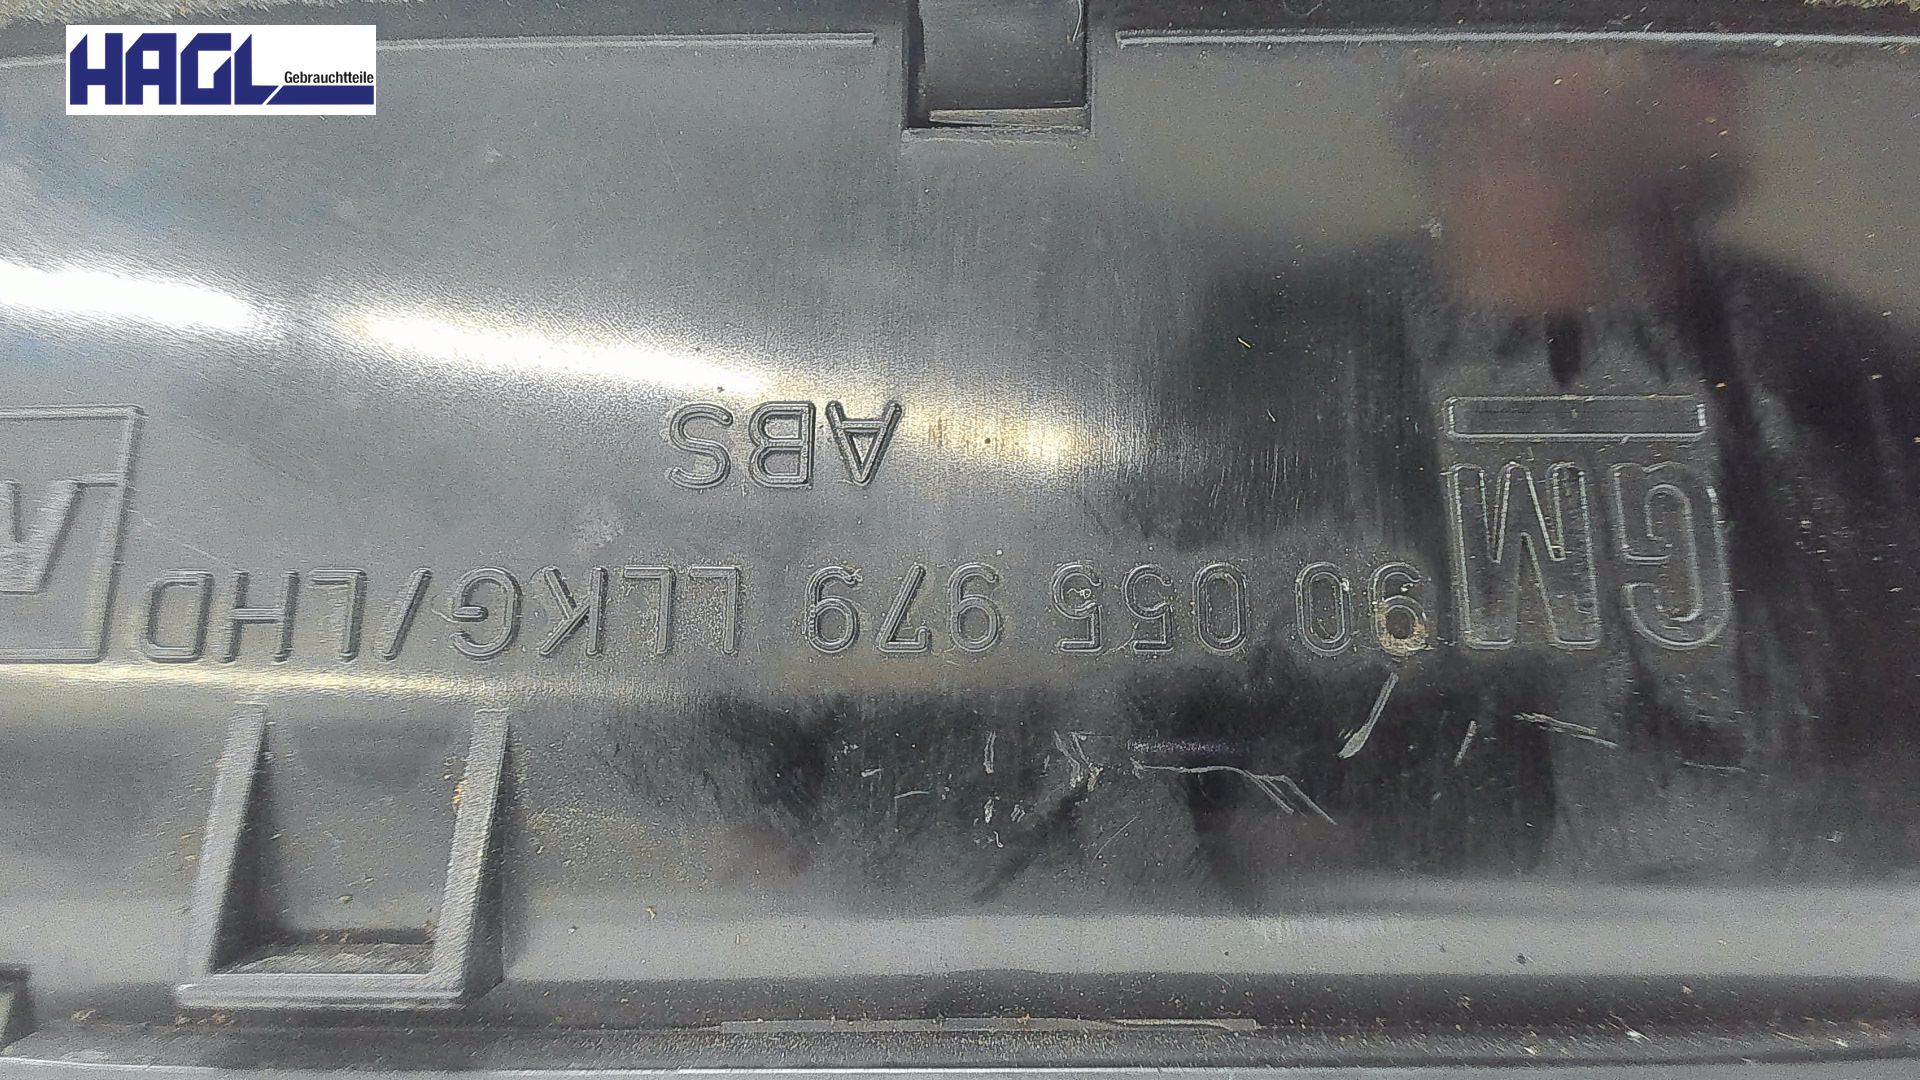 HAGL
Gebrauchtteile
GM 90 055 979 LLKG/LHD
ABS